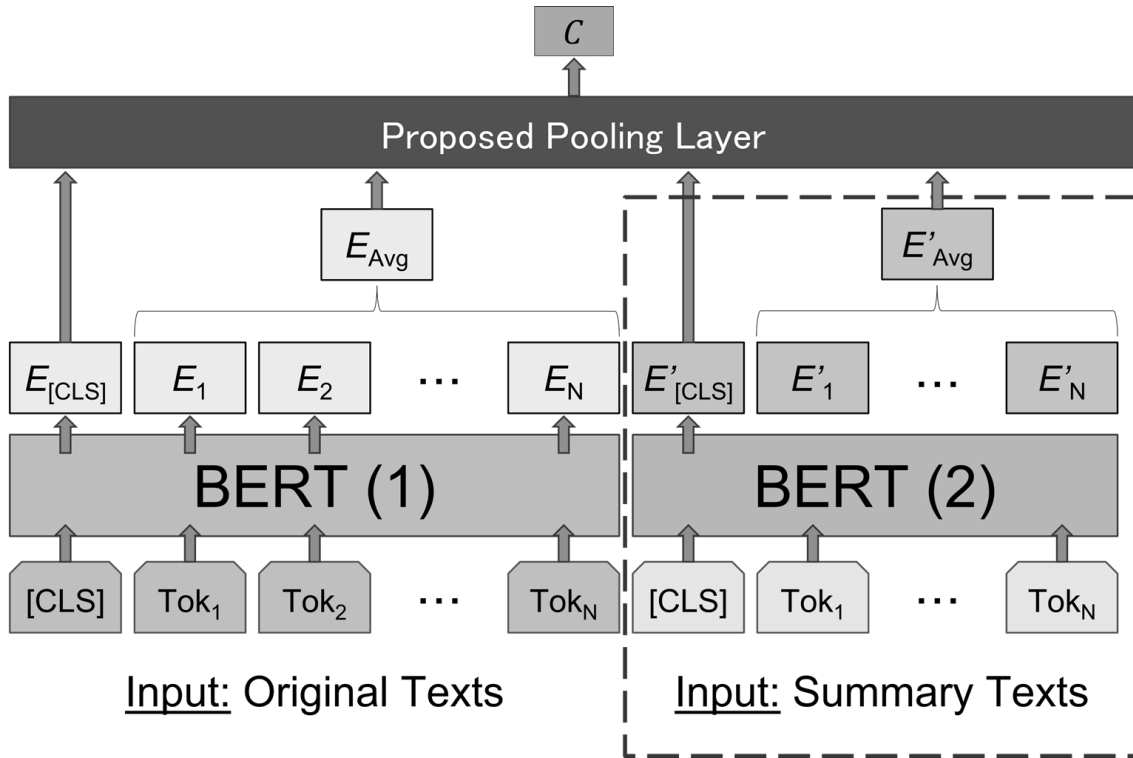 C
Proposed Pooling Layer
E_Avg E'_Avg
E_[CLS] E_1 E_2 ... E_N E'_[CLS] E'_1 ... E'_N
BERT (1) BERT (2)
[CLS] Tok_1 Tok_2 ... Tok_N [CLS] Tok_1 ... Tok_N
Input: Original Texts Input: Summary Texts